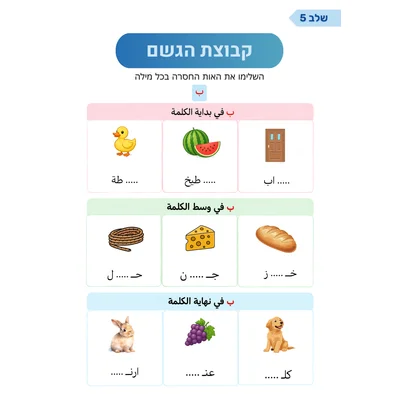 שלב 5
קבוצת הגשם
השלימו את האות החסרה בכל מילה
ב
ب في بداية الكلمة
..... اب
..... طيخ
..... طة
ب في وسط الكلمة
خـ ..... ز
جـ ..... ن
حـ ..... ل
ب في نهاية الكلمة
كلـ .....
عنـ .....
ارنـ .....